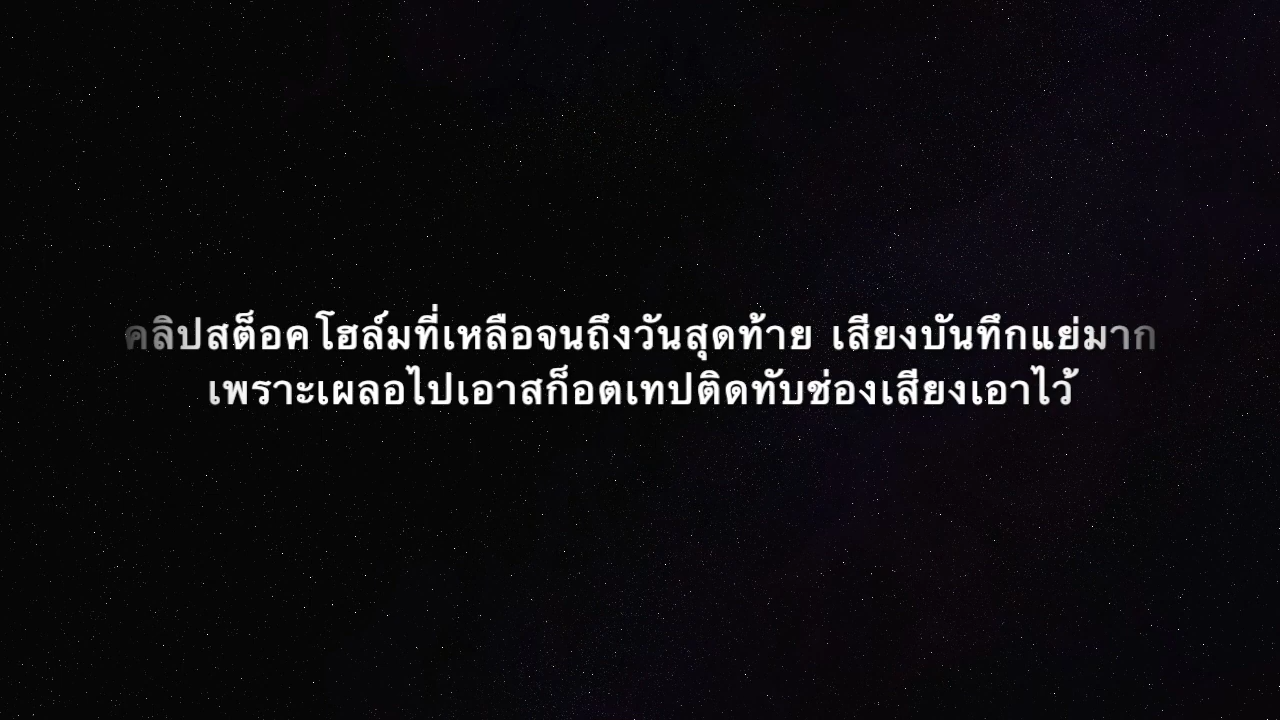 คลิปสต็อคโฮล์มที่เหลือจนถึงวันสุดท้าย เสียงบันทึกแย่มาก
เพราะเผลอไปเอาสก็อตเทปติดทับช่องเสียงเอาไว้